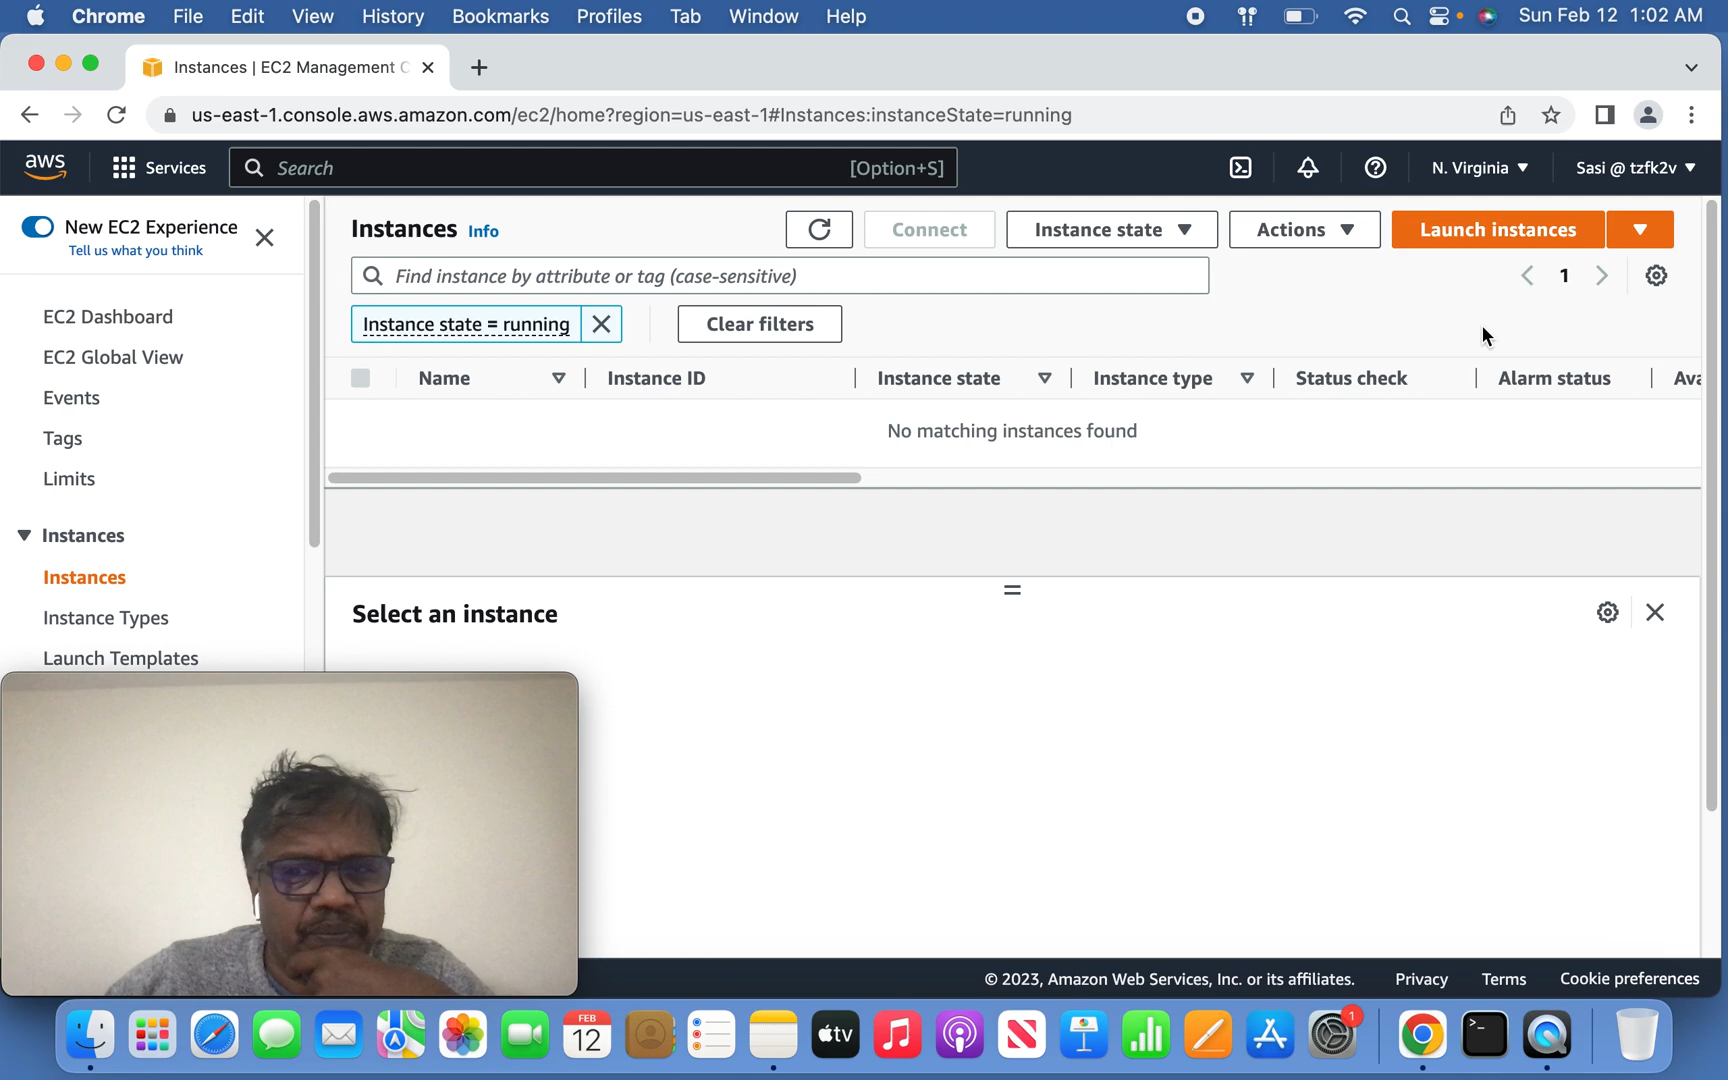 Chrome File Edit View History Bookmarks Profiles Tab Window Help Sun Feb 12 1:02 AM
Instances | EC2 Management C
us-east-1.console.aws.amazon.com/ec2/home?region=us-east-1#Instances:instanceState=running
aws Services Search [Option+S] N. Virginia Sasi @ tzfk2v
New EC2 Experience
Tell us what you think
Instances Info Connect Instance state Actions Launch instances
Find instance by attribute or tag (case-sensitive) 1
Instance state = running Clear filters
EC2 Dashboard
EC2 Global View
Events
Tags
Limits
Instances
Instances
Instance Types
Launch Templates
Name Instance ID Instance state Instance type Status check Alarm status Ava
No matching instances found
Select an instance
© 2023, Amazon Web Services, Inc. or its affiliates. Privacy Terms Cookie preferences
FEB
12
tv
1